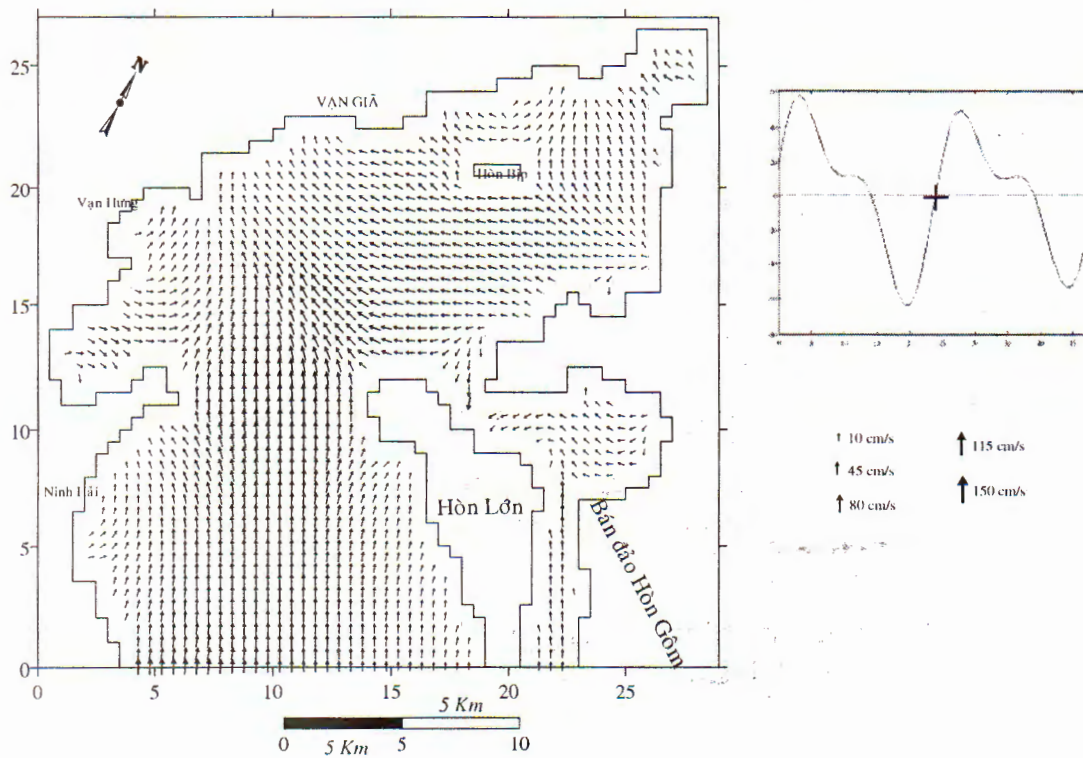 25
20
15
10
5
0
N
VẠN GIÃ
Vạn Hưng
Hòn Bịp
Ninh Hải
Hòn Lớn
Bán đảo Hòn Gốm
0 5 10 15 20 25
5 Km
0 5 10
5 Km
10 cm/s
45 cm/s
80 cm/s
115 cm/s
150 cm/s